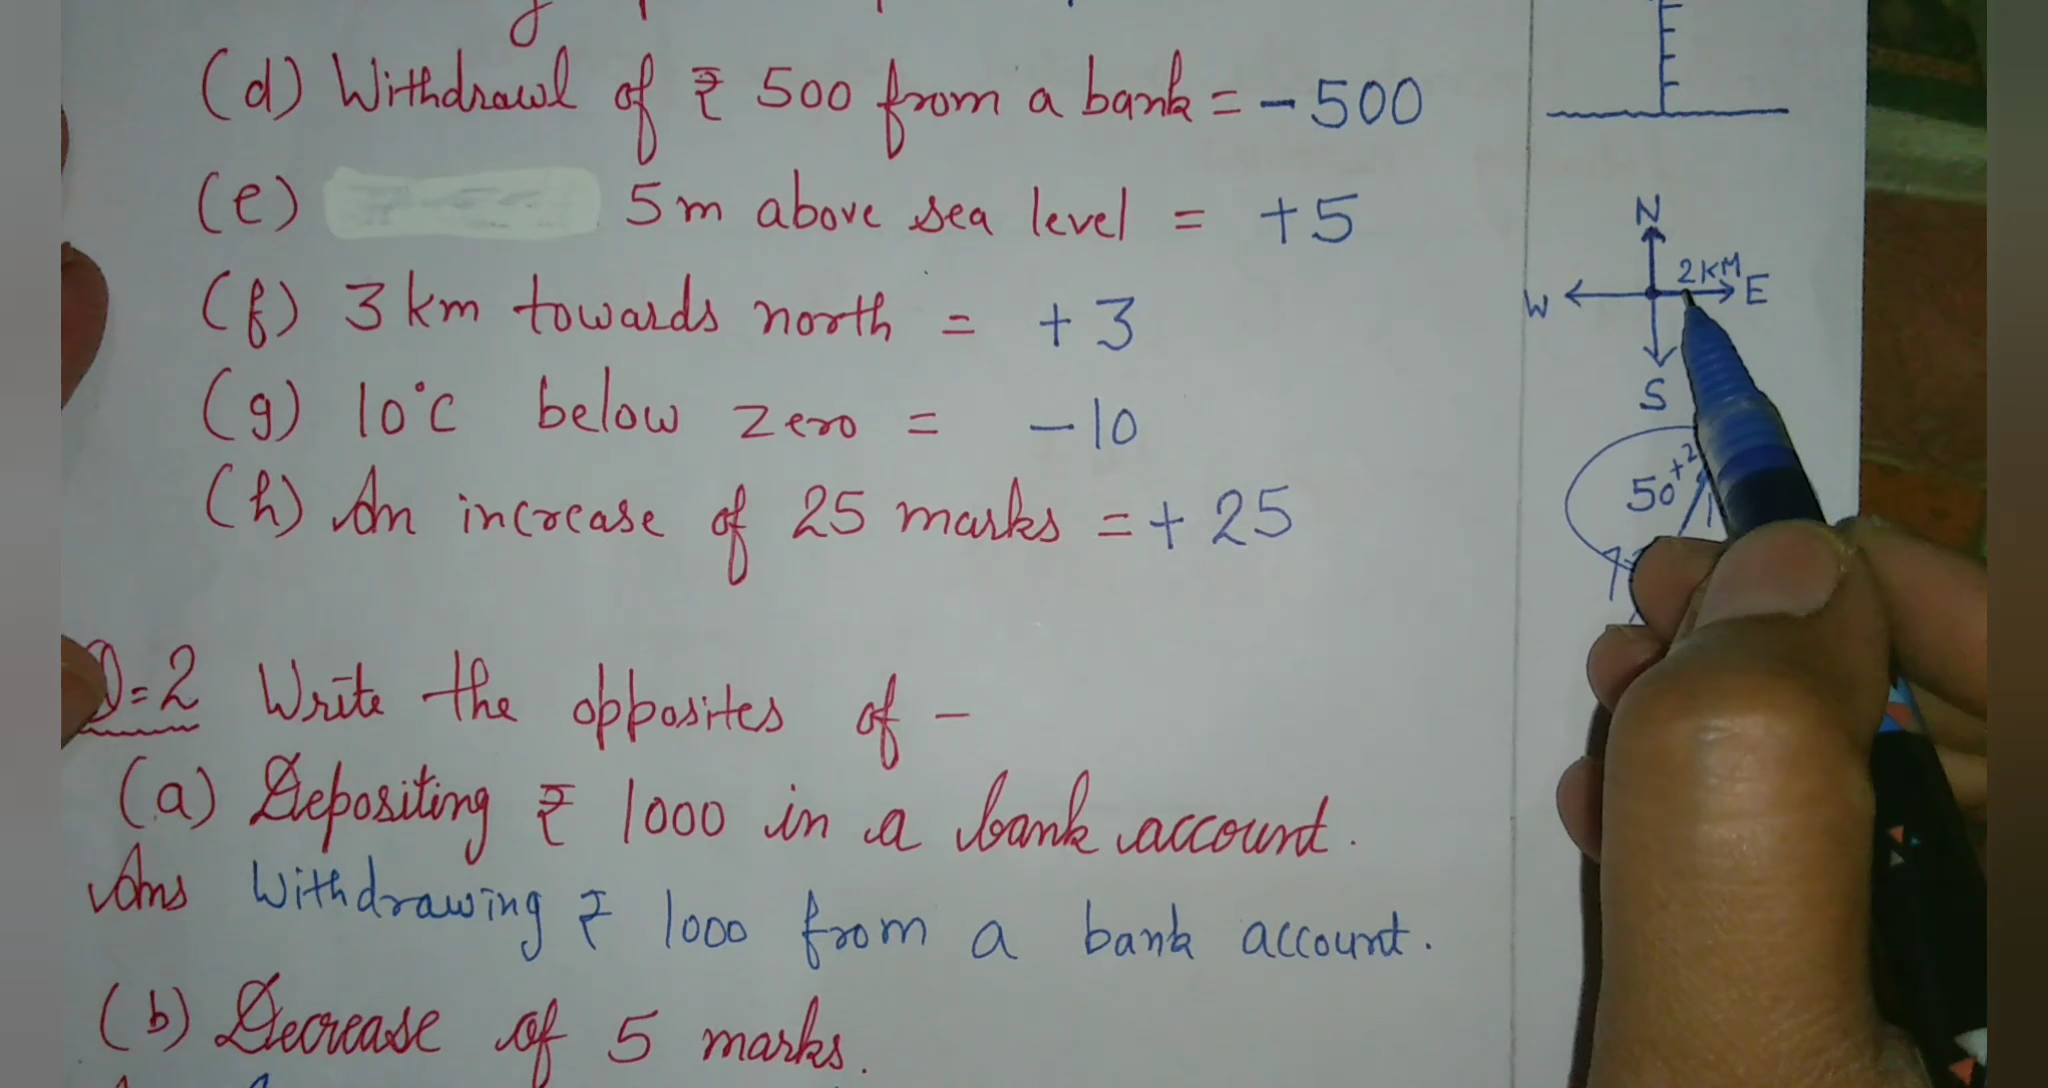 (d) Withdrawl of ₹ 500 from a bank = -500
(e) 5m above sea level = +5
(f) 3 km towards north = +3
(g) 10°C below zero = -10
(h) An increase of 25 marks = +25
Q=2 Write the opposites of -
(a) Depositing ₹ 1000 in a bank account.
Ans Withdrawing ₹ 1000 from a bank account.
(b) Decrease of 5 marks.
N
2KM
W E
S
50+2